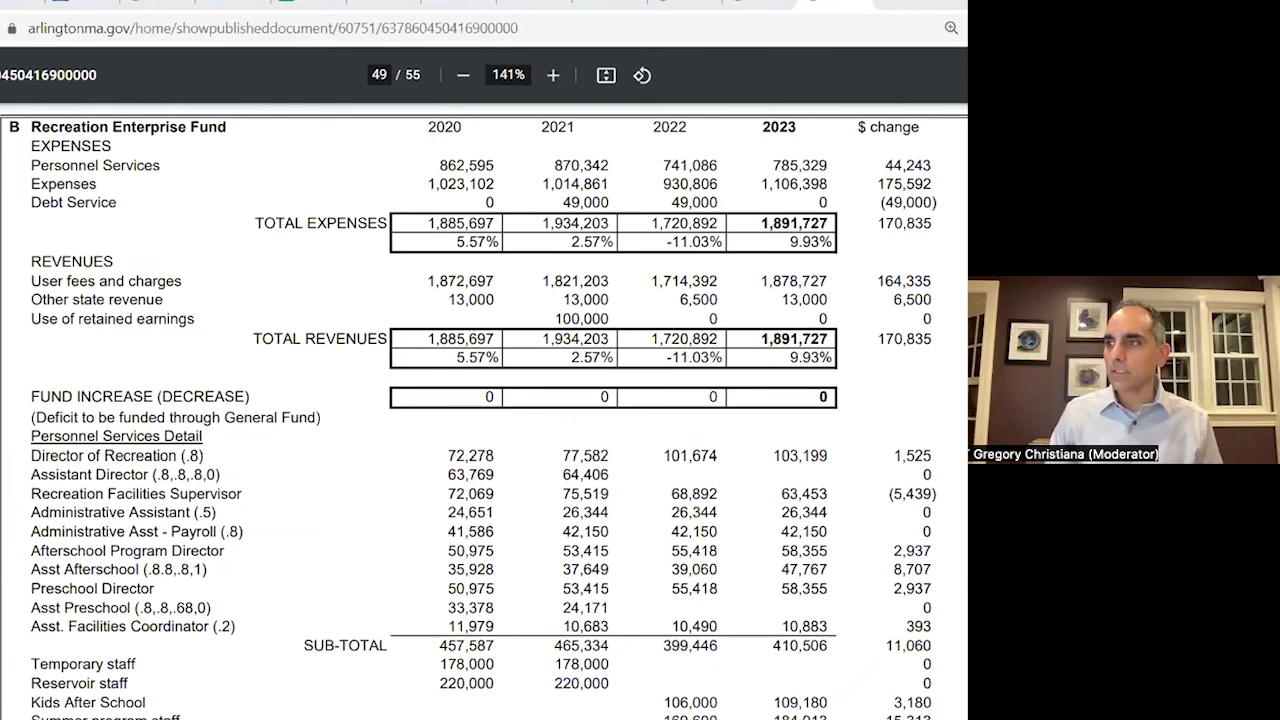 arlingtonma.gov/home/showpublisheddocument/60751/637860450416900000
450416900000 49 / 55 — 141% +
B Recreation Enterprise Fund 2020 2021 2022 2023 $ change
EXPENSES
Personnel Services 862,595 870,342 741,086 785,329 44,243
Expenses 1,023,102 1,014,861 930,806 1,106,398 175,592
Debt Service 0 49,000 49,000 0 (49,000)
TOTAL EXPENSES 1,885,697 1,934,203 1,720,892 1,891,727 170,835
5.57% 2.57% -11.03% 9.93%
REVENUES
User fees and charges 1,872,697 1,821,203 1,714,392 1,878,727 164,335
Other state revenue 13,000 13,000 6,500 13,000 6,500
Use of retained earnings 100,000 0 0 0
TOTAL REVENUES 1,885,697 1,934,203 1,720,892 1,891,727 170,835
5.57% 2.57% -11.03% 9.93%
FUND INCREASE (DECREASE) 0 0 0 0
(Deficit to be funded through General Fund)
Personnel Services Detail
Director of Recreation (.8) 72,278 77,582 101,674 103,199 1,525
Assistant Director (.8,.8,.8,0) 63,769 64,406 0
Recreation Facilities Supervisor 72,069 75,519 68,892 63,453 (5,439)
Administrative Assistant (.5) 24,651 26,344 26,344 26,344 0
Administrative Asst - Payroll (.8) 41,586 42,150 42,150 42,150 0
Afterschool Program Director 50,975 53,415 55,418 58,355 2,937
Asst Afterschool (.8.8,.8,1) 35,928 37,649 39,060 47,767 8,707
Preschool Director 50,975 53,415 55,418 58,355 2,937
Asst Preschool (.8,.8,.68,0) 33,378 24,171 0
Asst. Facilities Coordinator (.2) 11,979 10,683 10,490 10,883 393
SUB-TOTAL 457,587 465,334 399,446 410,506 11,060
Temporary staff 178,000 178,000 0
Reservoir staff 220,000 220,000 0
Kids After School 106,000 109,180 3,180
Gregory Christiana (Moderator)